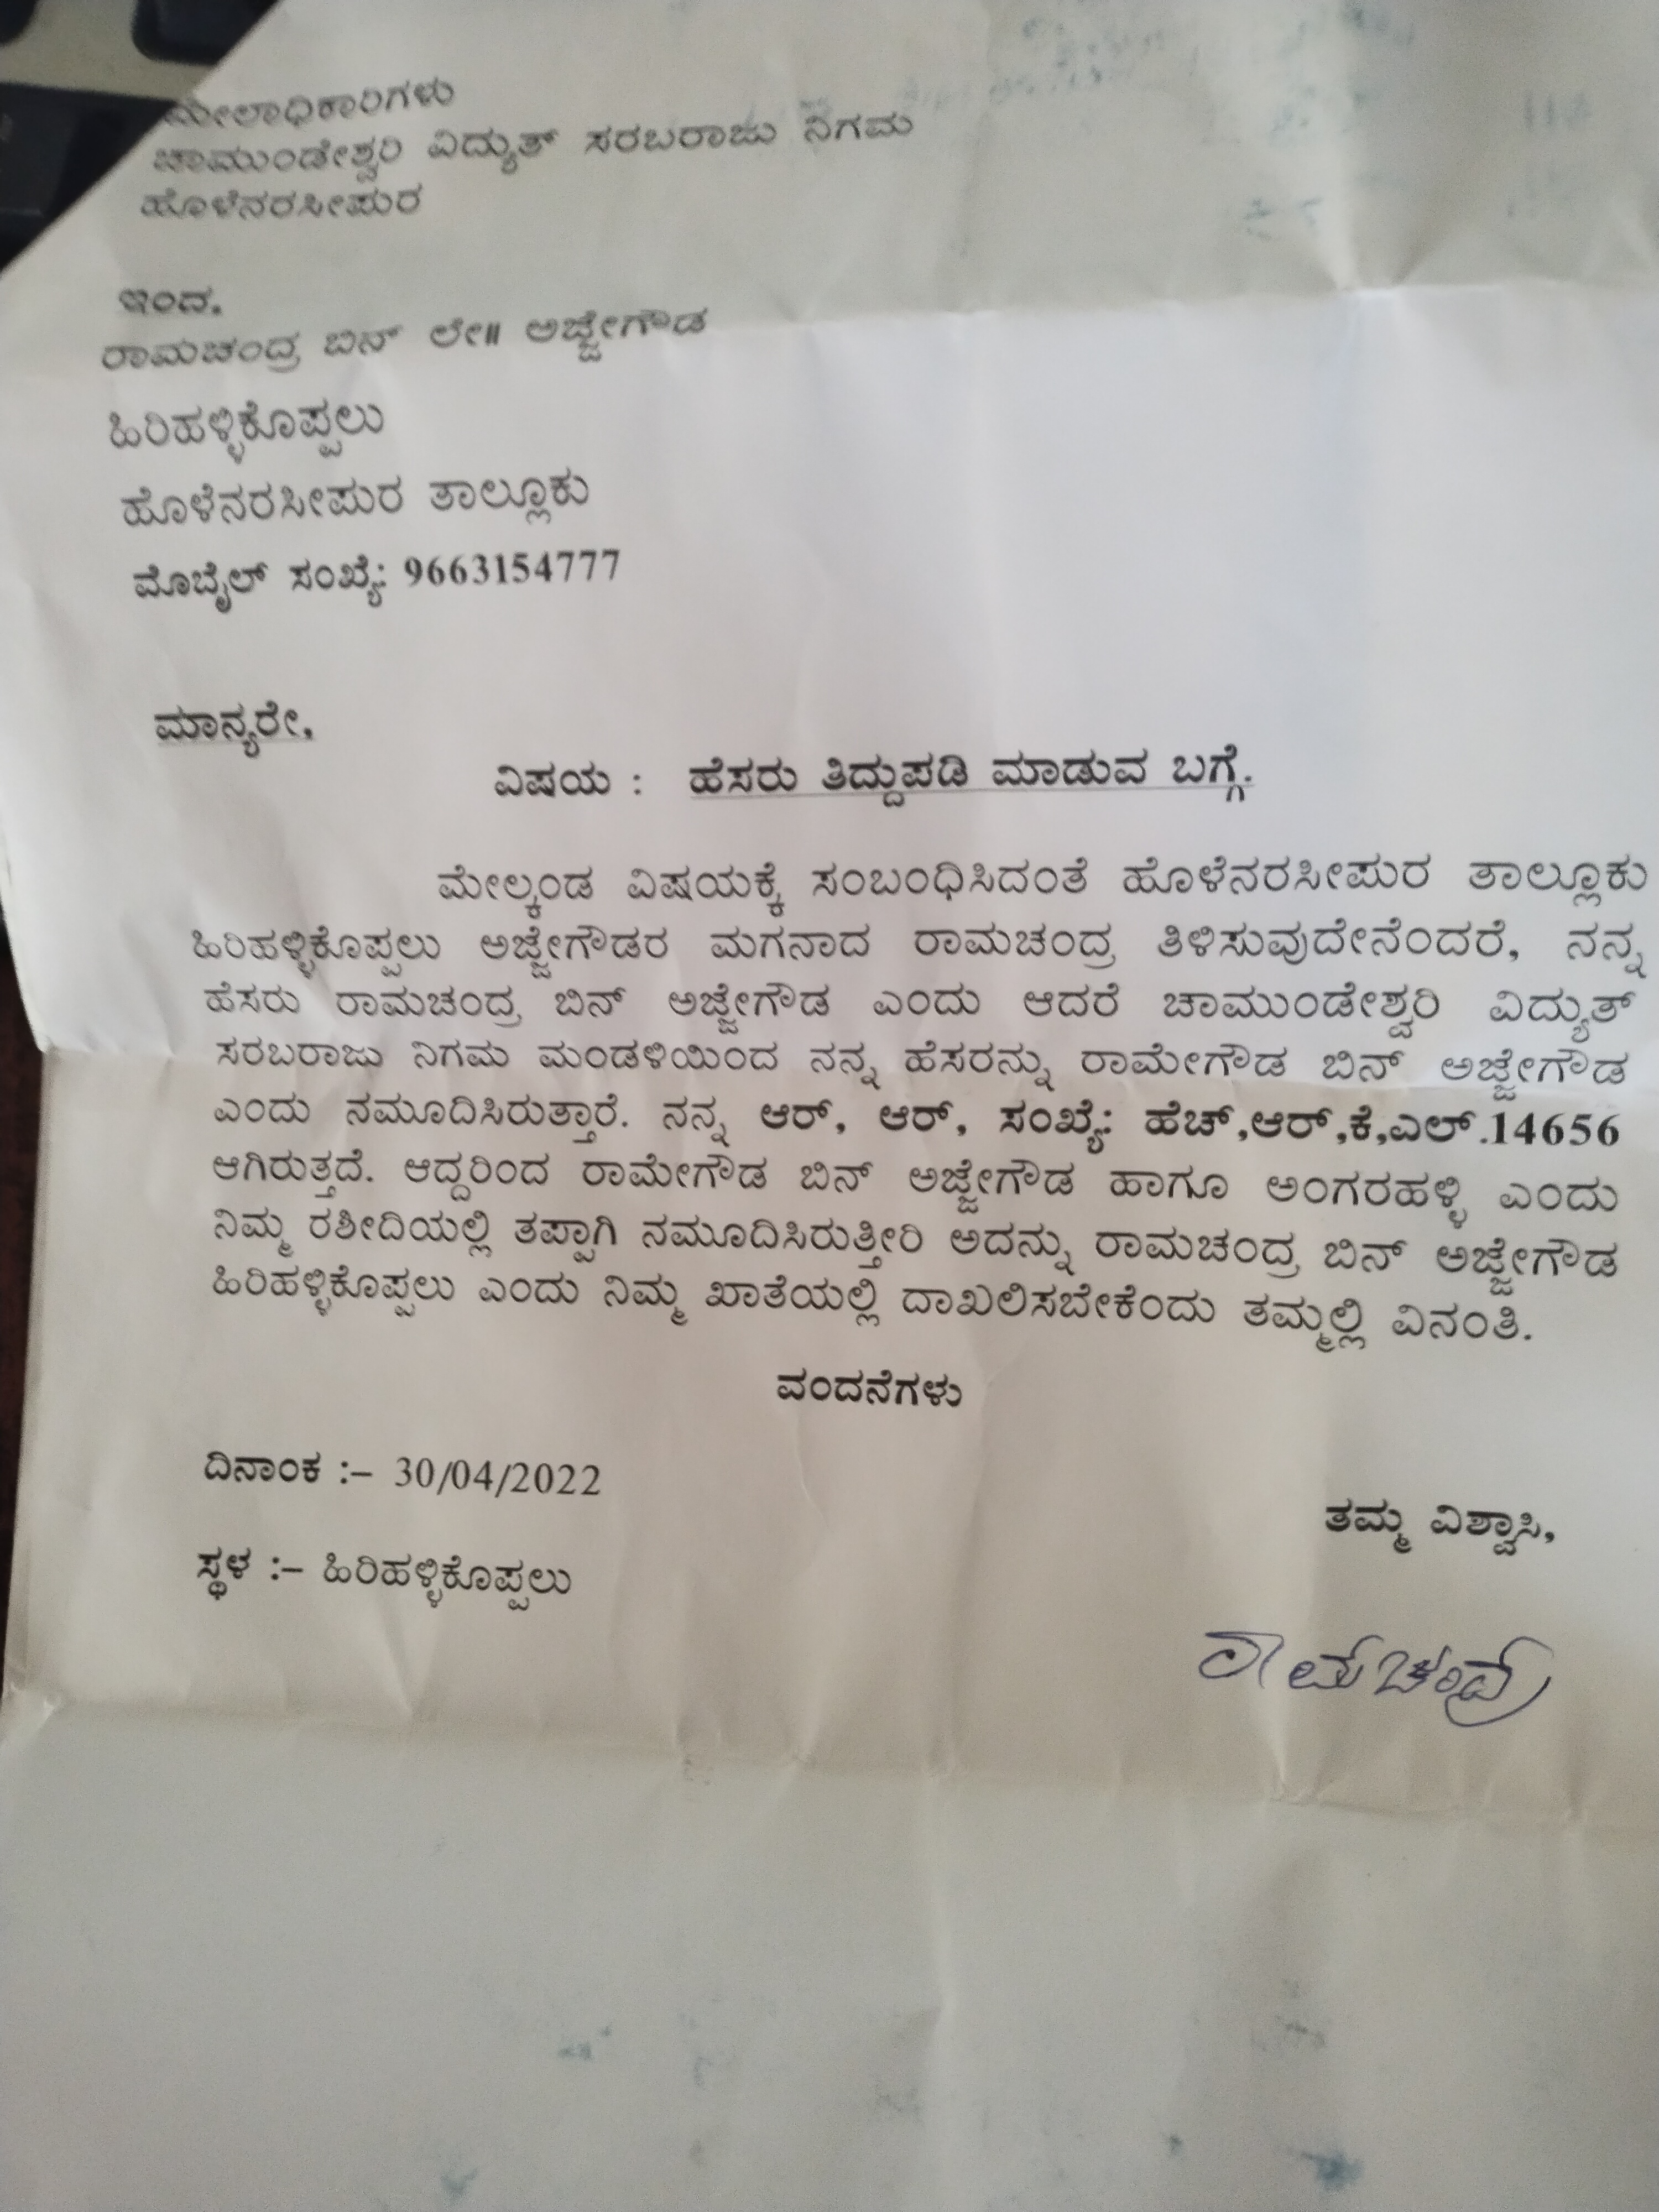 ಮೇಲಾಧಿಕಾರಿಗಳು
ಚಾಮುಂಡೇಶ್ವರಿ ವಿದ್ಯುತ್ ಸರಬರಾಜು ನಿಗಮ
ಹೊಳೆನರಸೀಪುರ
ಇಂದ.
ರಾಮಚಂದ್ರ ಬಿನ್ ಲೇ॥ ಅಜ್ಜೇಗೌಡ
ಹಿರಿಹಳ್ಳಿಕೊಪ್ಪಲು
ಹೊಳೆನರಸೀಪುರ ತಾಲ್ಲೂಕು
ಮೊಬೈಲ್ ಸಂಖ್ಯೆ: 9663154777
ಮಾನ್ಯರೇ,
ವಿಷಯ : ಹೆಸರು ತಿದ್ದುಪಡಿ ಮಾಡುವ ಬಗ್ಗೆ.
ಮೇಲ್ಕಂಡ ವಿಷಯಕ್ಕೆ ಸಂಬಂಧಿಸಿದಂತೆ ಹೊಳೆನರಸೀಪುರ ತಾಲ್ಲೂಕು
ಹಿರಿಹಳ್ಳಿಕೊಪ್ಪಲು ಅಜ್ಜೇಗೌಡರ ಮಗನಾದ ರಾಮಚಂದ್ರ ತಿಳಿಸುವುದೇನೆಂದರೆ, ನನ್ನ
ಹೆಸರು ರಾಮಚಂದ್ರ ಬಿನ್ ಅಜ್ಜೇಗೌಡ ಎಂದು ಆದರೆ ಚಾಮುಂಡೇಶ್ವರಿ ವಿದ್ಯುತ್
ಸರಬರಾಜು ನಿಗಮ ಮಂಡಳಿಯಿಂದ ನನ್ನ ಹೆಸರನ್ನು ರಾಮೇಗೌಡ ಬಿನ್ ಅಜ್ಜೇಗೌಡ
ಎಂದು ನಮೂದಿಸಿರುತ್ತಾರೆ. ನನ್ನ ಆರ್, ಆರ್, ಸಂಖ್ಯೆ: ಹೆಚ್,ಆರ್,ಕೆ,ಎಲ್.14656
ಆಗಿರುತ್ತದೆ. ಆದ್ದರಿಂದ ರಾಮೇಗೌಡ ಬಿನ್ ಅಜ್ಜೇಗೌಡ ಹಾಗೂ ಅಂಗರಹಳ್ಳಿ ಎಂದು
ನಿಮ್ಮ ರಶೀದಿಯಲ್ಲಿ ತಪ್ಪಾಗಿ ನಮೂದಿಸಿರುತ್ತೀರಿ ಅದನ್ನು ರಾಮಚಂದ್ರ ಬಿನ್ ಅಜ್ಜೇಗೌಡ
ಹಿರಿಹಳ್ಳಿಕೊಪ್ಪಲು ಎಂದು ನಿಮ್ಮ ಖಾತೆಯಲ್ಲಿ ದಾಖಲಿಸಬೇಕೆಂದು ತಮ್ಮಲ್ಲಿ ವಿನಂತಿ.
ವಂದನೆಗಳು
ದಿನಾಂಕ :– 30/04/2022
ತಮ್ಮ ವಿಶ್ವಾಸಿ,
ಸ್ಥಳ :– ಹಿರಿಹಳ್ಳಿಕೊಪ್ಪಲು
ರಾಮಚಂದ್ರ